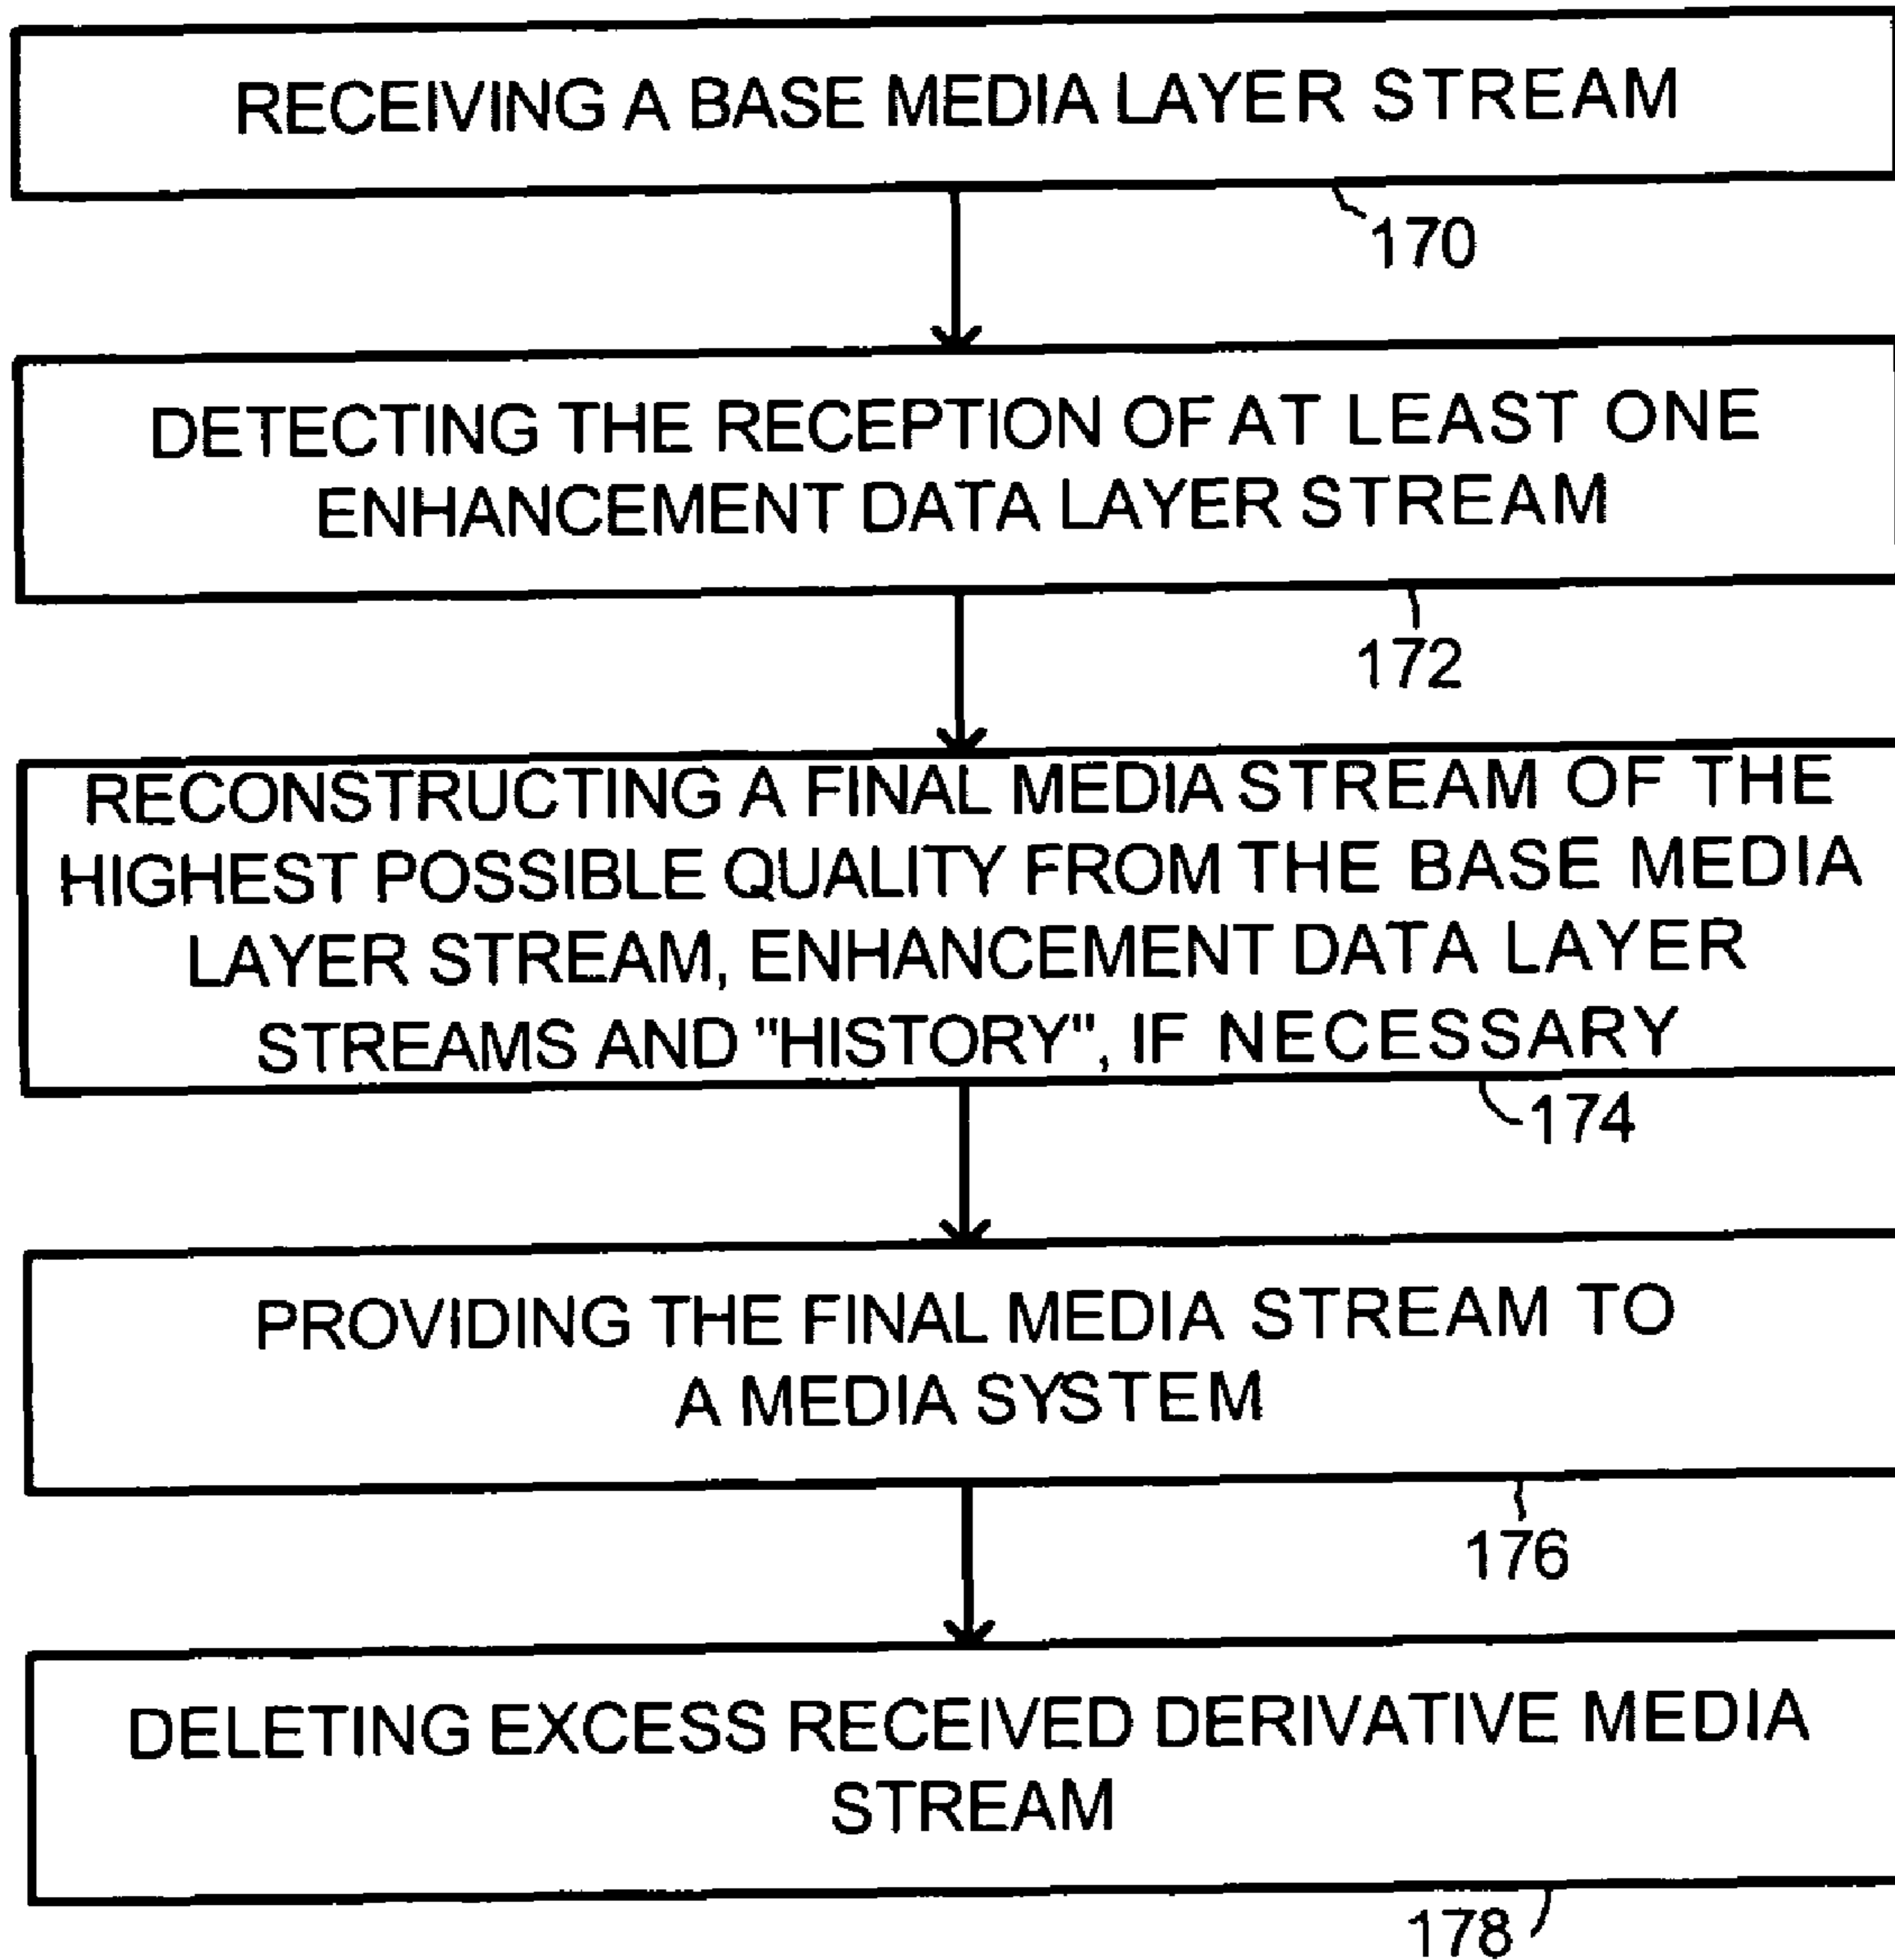 RECEIVING A BASE MEDIA LAYER STREAM
170
DETECTING THE RECEPTION OF AT LEAST ONE
ENHANCEMENT DATA LAYER STREAM
172
RECONSTRUCTING A FINAL MEDIA STREAM OF THE
HIGHEST POSSIBLE QUALITY FROM THE BASE MEDIA
LAYER STREAM, ENHANCEMENT DATA LAYER
STREAMS AND "HISTORY", IF NECESSARY
174
PROVIDING THE FINAL MEDIA STREAM TO
A MEDIA SYSTEM
176
DELETING EXCESS RECEIVED DERIVATIVE MEDIA
STREAM
178